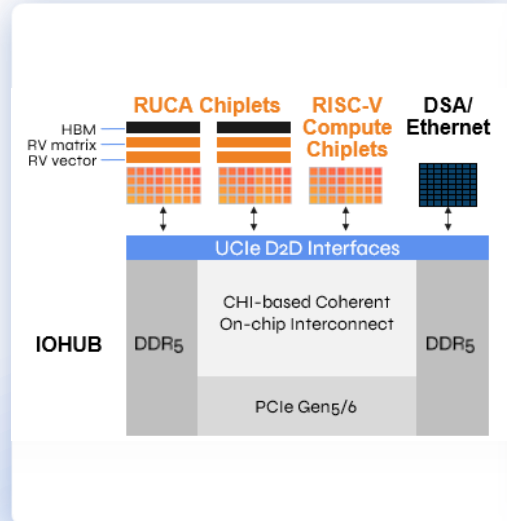 RUCA Chiplets
RISC-V
Compute
Chiplets
DSA/
Ethernet
HBM
RV matrix
RV vector
UCIe D2D Interfaces
CHI-based Coherent
On-chip Interconnect
IOHUB
DDR5
DDR5
PCIe Gen5/6